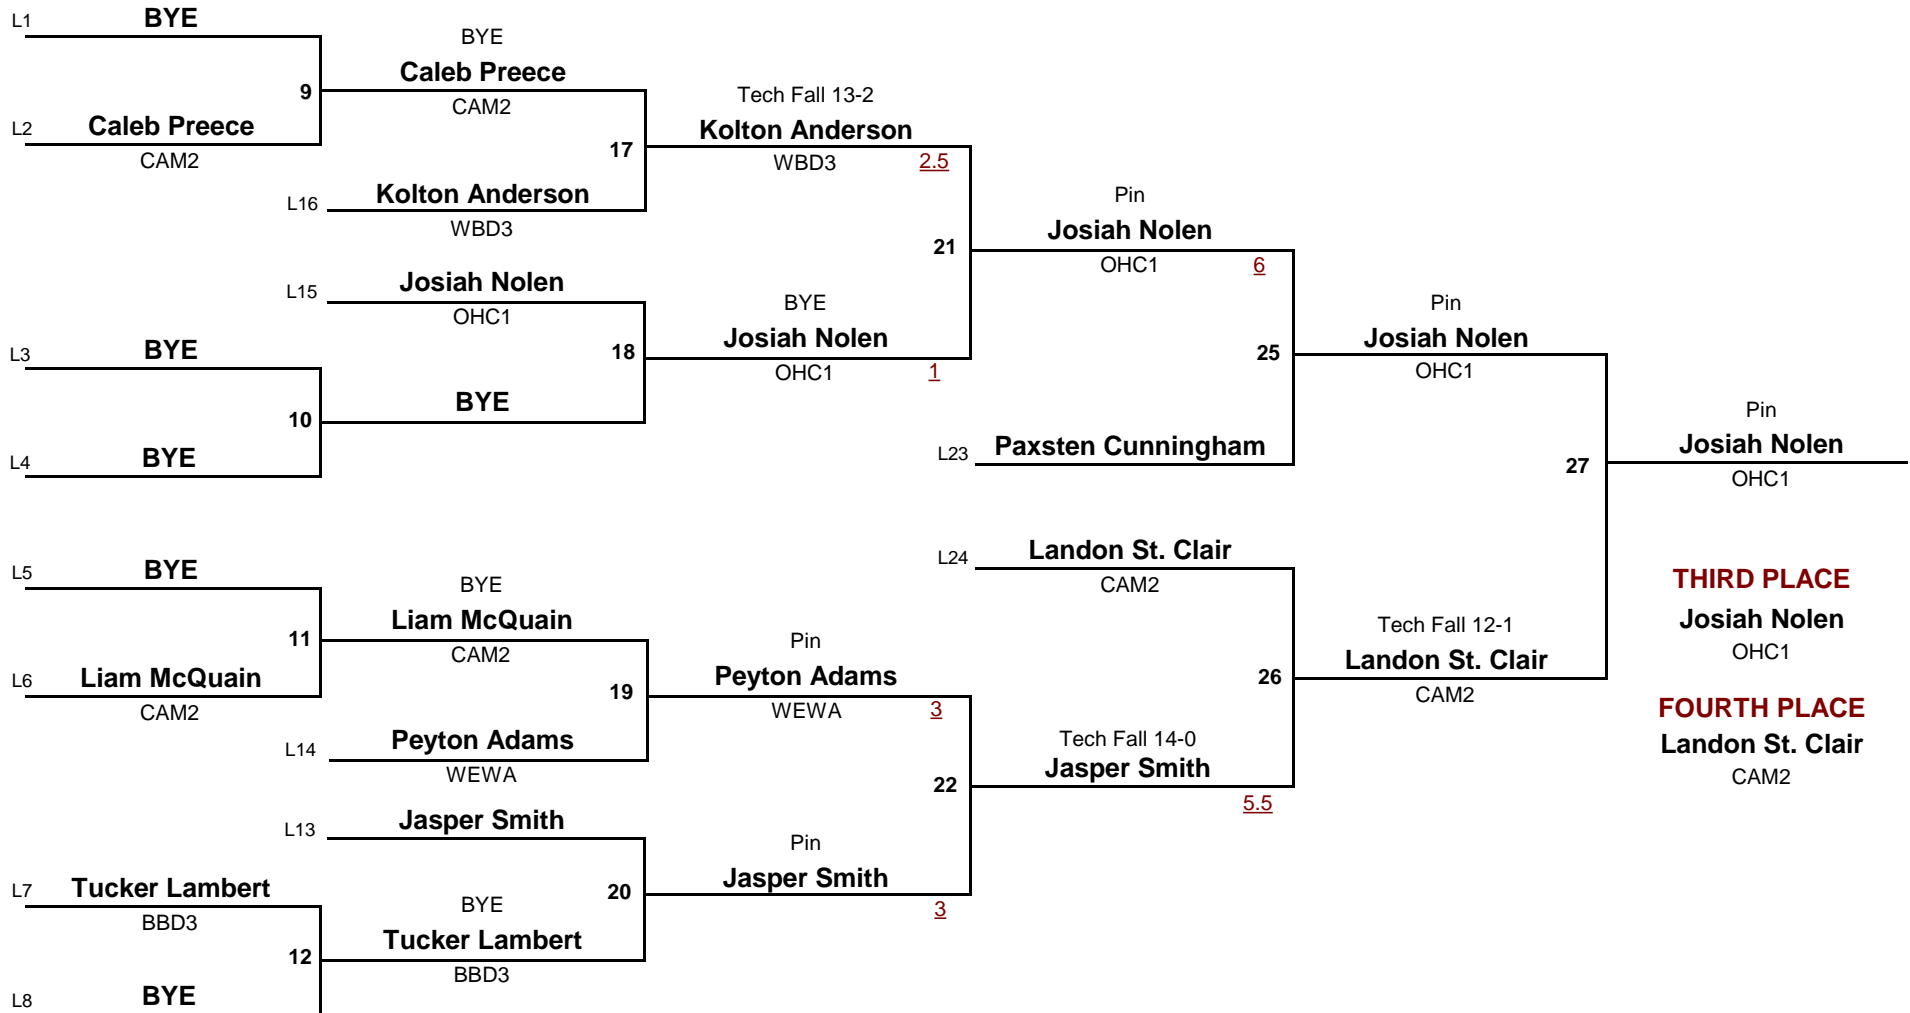 L1
BYE
9
L2
Caleb Preece
CAM2
BYE
Caleb Preece
CAM2
17
L16
Kolton Anderson
WBD3
Tech Fall 13-2
Kolton Anderson
WBD3
2.5
L15
Josiah Nolen
OHC1
18
L3
BYE
10
L4
BYE
BYE
BYE
Josiah Nolen
OHC1
1
21
Pin
Josiah Nolen
OHC1
6
25
L23
Paxsten Cunningham
Pin
Josiah Nolen
OHC1
27
Pin
Josiah Nolen
OHC1
L5
BYE
11
L6
Liam McQuain
CAM2
BYE
Liam McQuain
CAM2
19
L14
Peyton Adams
WEWA
Pin
Peyton Adams
WEWA
3
L13
Jasper Smith
20
L7
Tucker Lambert
BBD3
12
L8
BYE
BYE
Tucker Lambert
BBD3
Pin
Jasper Smith
3
22
Tech Fall 14-0
Jasper Smith
5.5
L24
Landon St. Clair
CAM2
26
Tech Fall 12-1
Landon St. Clair
CAM2
THIRD PLACE
Josiah Nolen
OHC1
FOURTH PLACE
Landon St. Clair
CAM2